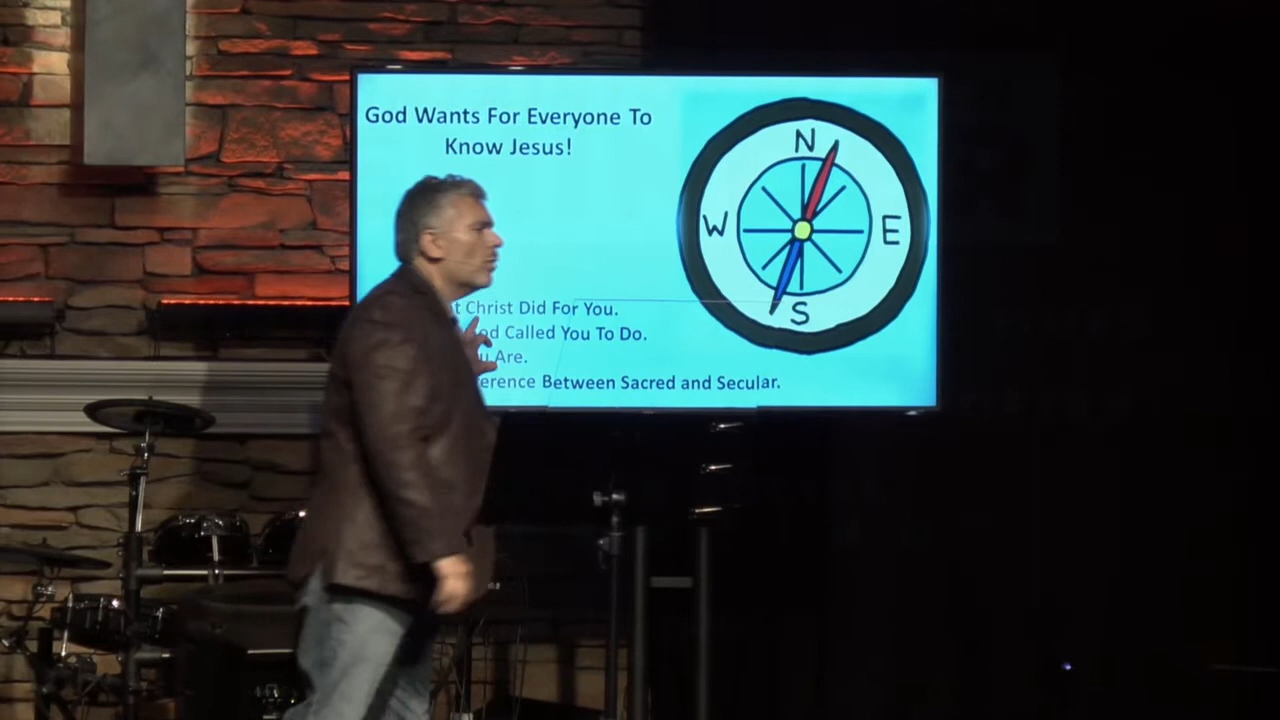 God Wants For Everyone To
Know Jesus!
N
W
E
S
Christ Did For You.
Called You To Do.
Are.
Between Sacred and Secular.